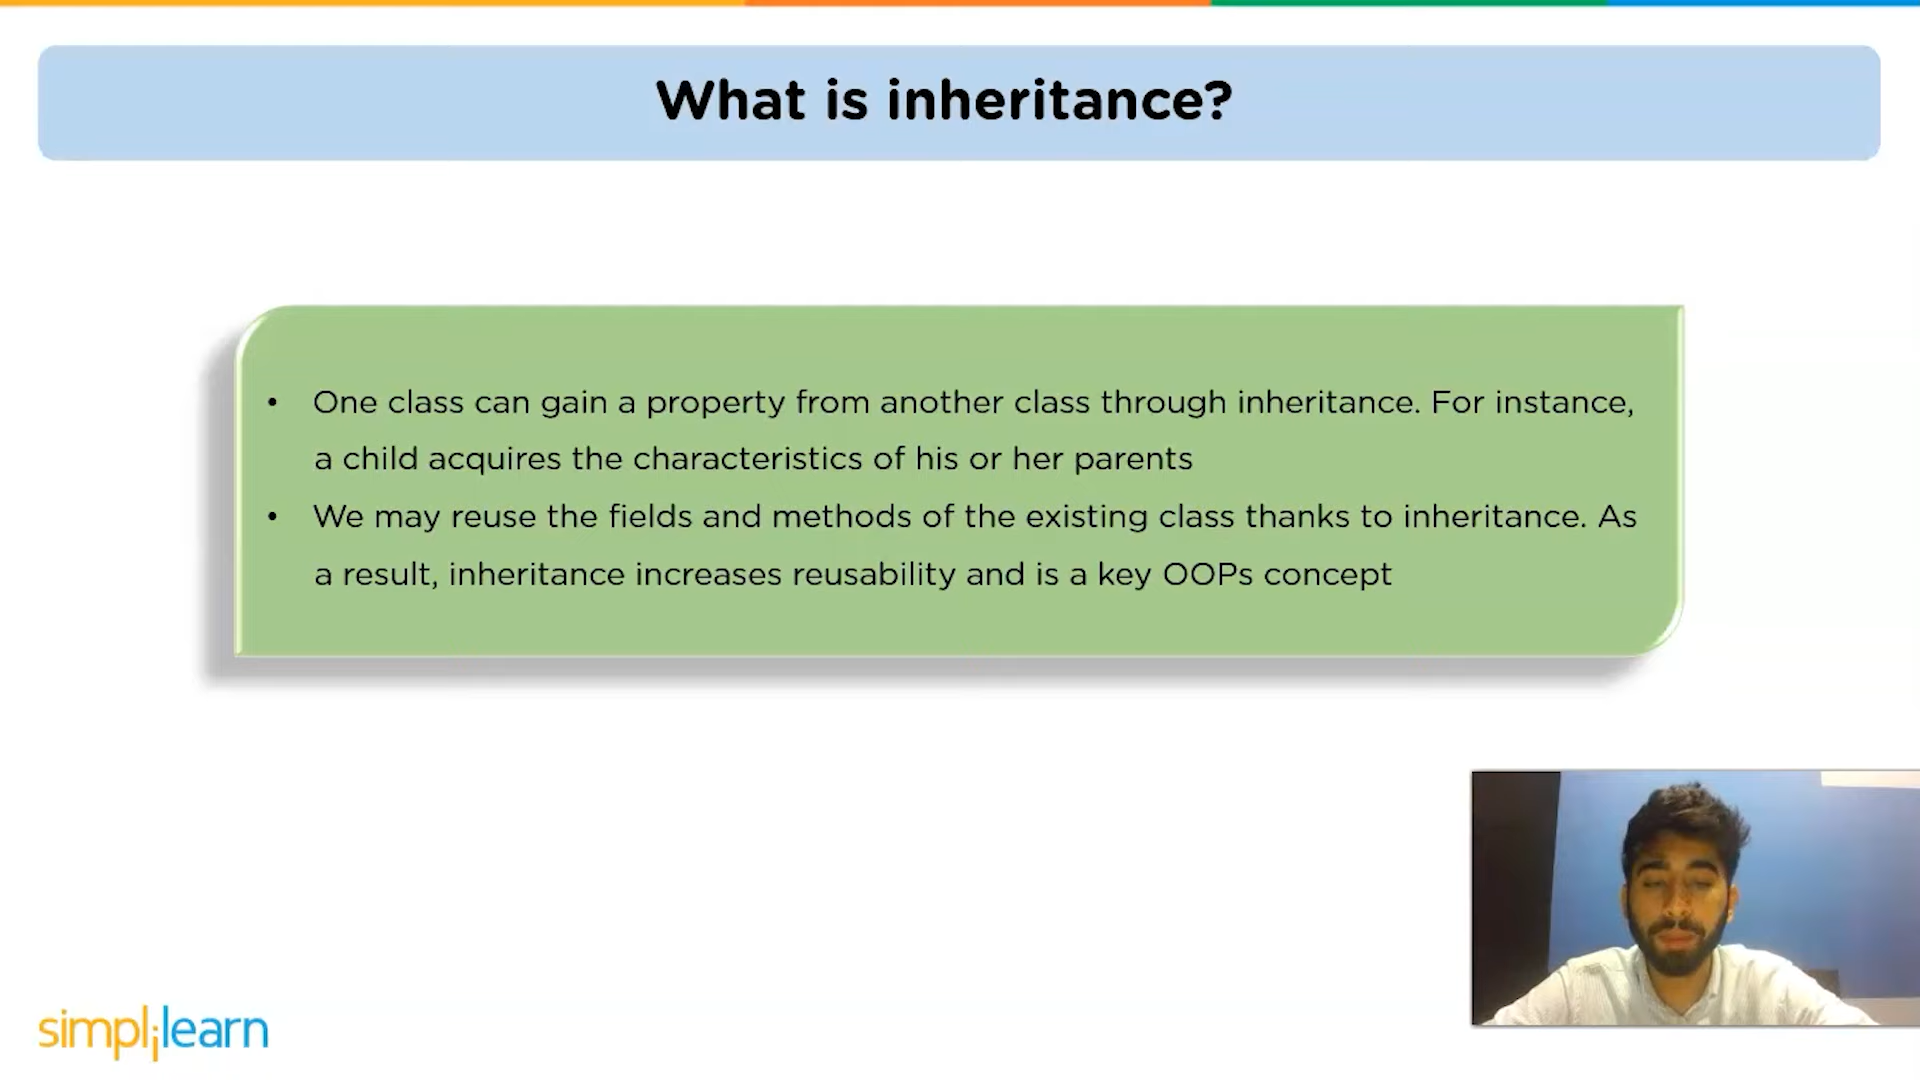 What is inheritance?
• One class can gain a property from another class through inheritance. For instance,
a child acquires the characteristics of his or her parents
• We may reuse the fields and methods of the existing class thanks to inheritance. As
a result, inheritance increases reusability and is a key OOPs concept
simplilearn